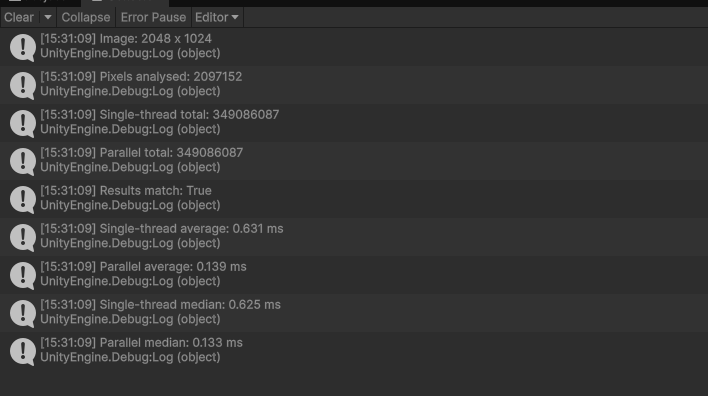 Clear
Collapse
Error Pause
Editor
[15:31:09] Image: 2048 x 1024
UnityEngine.Debug:Log (object)
[15:31:09] Pixels analysed: 2097152
UnityEngine.Debug:Log (object)
[15:31:09] Single-thread total: 349086087
UnityEngine.Debug:Log (object)
[15:31:09] Parallel total: 349086087
UnityEngine.Debug:Log (object)
[15:31:09] Results match: True
UnityEngine.Debug:Log (object)
[15:31:09] Single-thread average: 0.631 ms
UnityEngine.Debug:Log (object)
[15:31:09] Parallel average: 0.139 ms
UnityEngine.Debug:Log (object)
[15:31:09] Single-thread median: 0.625 ms
UnityEngine.Debug:Log (object)
[15:31:09] Parallel median: 0.133 ms
UnityEngine.Debug:Log (object)